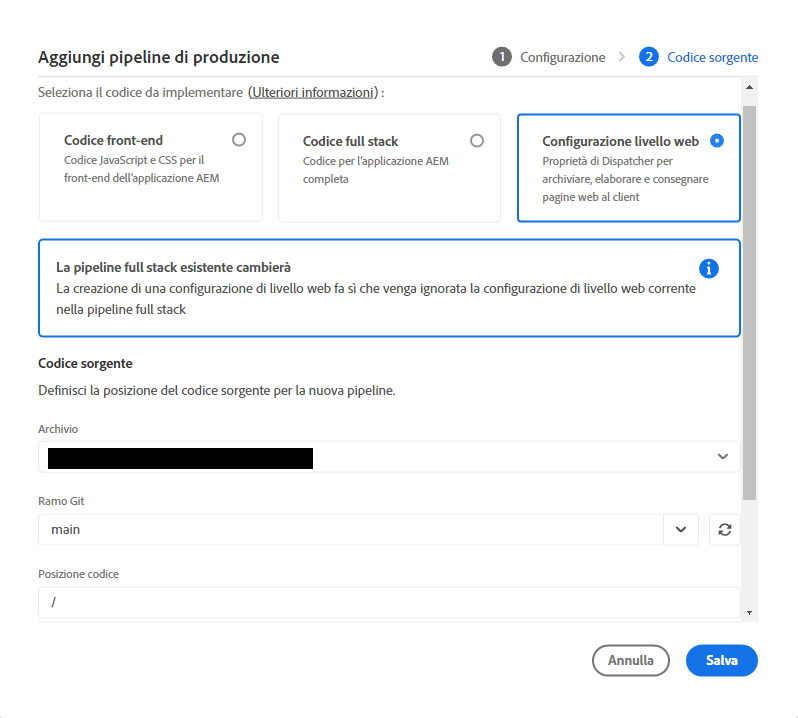 Aggiungi pipeline di produzione
1 Configurazione > 2 Codice sorgente
Seleziona il codice da implementare (Ulteriori informazioni) :
Codice front-end
Codice JavaScript e CSS per il
front-end dell'applicazione AEM
Codice full stack
Codice per l'applicazione AEM
completa
Configurazione livello web
Proprietà di Dispatcher per
archiviare, elaborare e consegnare
pagine web al client
La pipeline full stack esistente cambierà
La creazione di una configurazione di livello web fa sì che venga ignorata la configurazione di livello web corrente
nella pipeline full stack
Codice sorgente
Definisci la posizione del codice sorgente per la nuova pipeline.
Archivio
Ramo Git
main
Posizione codice
/
Annulla
Salva